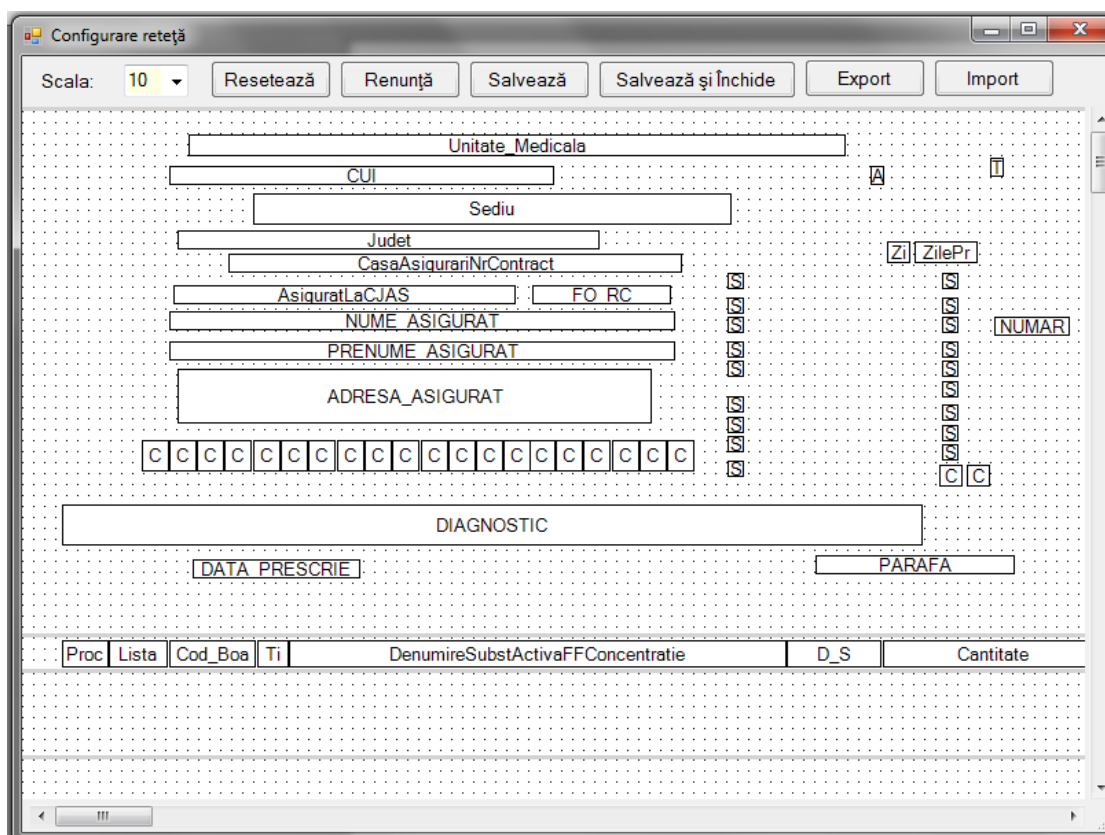 Configurare reteţă
Scala: 10 Resetează Renunţă Salvează Salvează şi Închide Export Import
Unitate_Medicala
CUI A T
Sediu
Judet
Zi ZilePr
CasaAsigurariNrContract
S S
AsiguratLaCJAS FO_RC
S S
NUME_ASIGURAT S S NUMAR
PRENUME_ASIGURAT S S
S S
ADRESA_ASIGURAT S
S S
S S
S S
C C C C C C C C C C C C C C C C C C C C
S C C
DIAGNOSTIC
DATA_PRESCRIE PARAFA
Proc Lista Cod_Boa Ti DenumireSubstActivaFFConcentratie D_S Cantitate